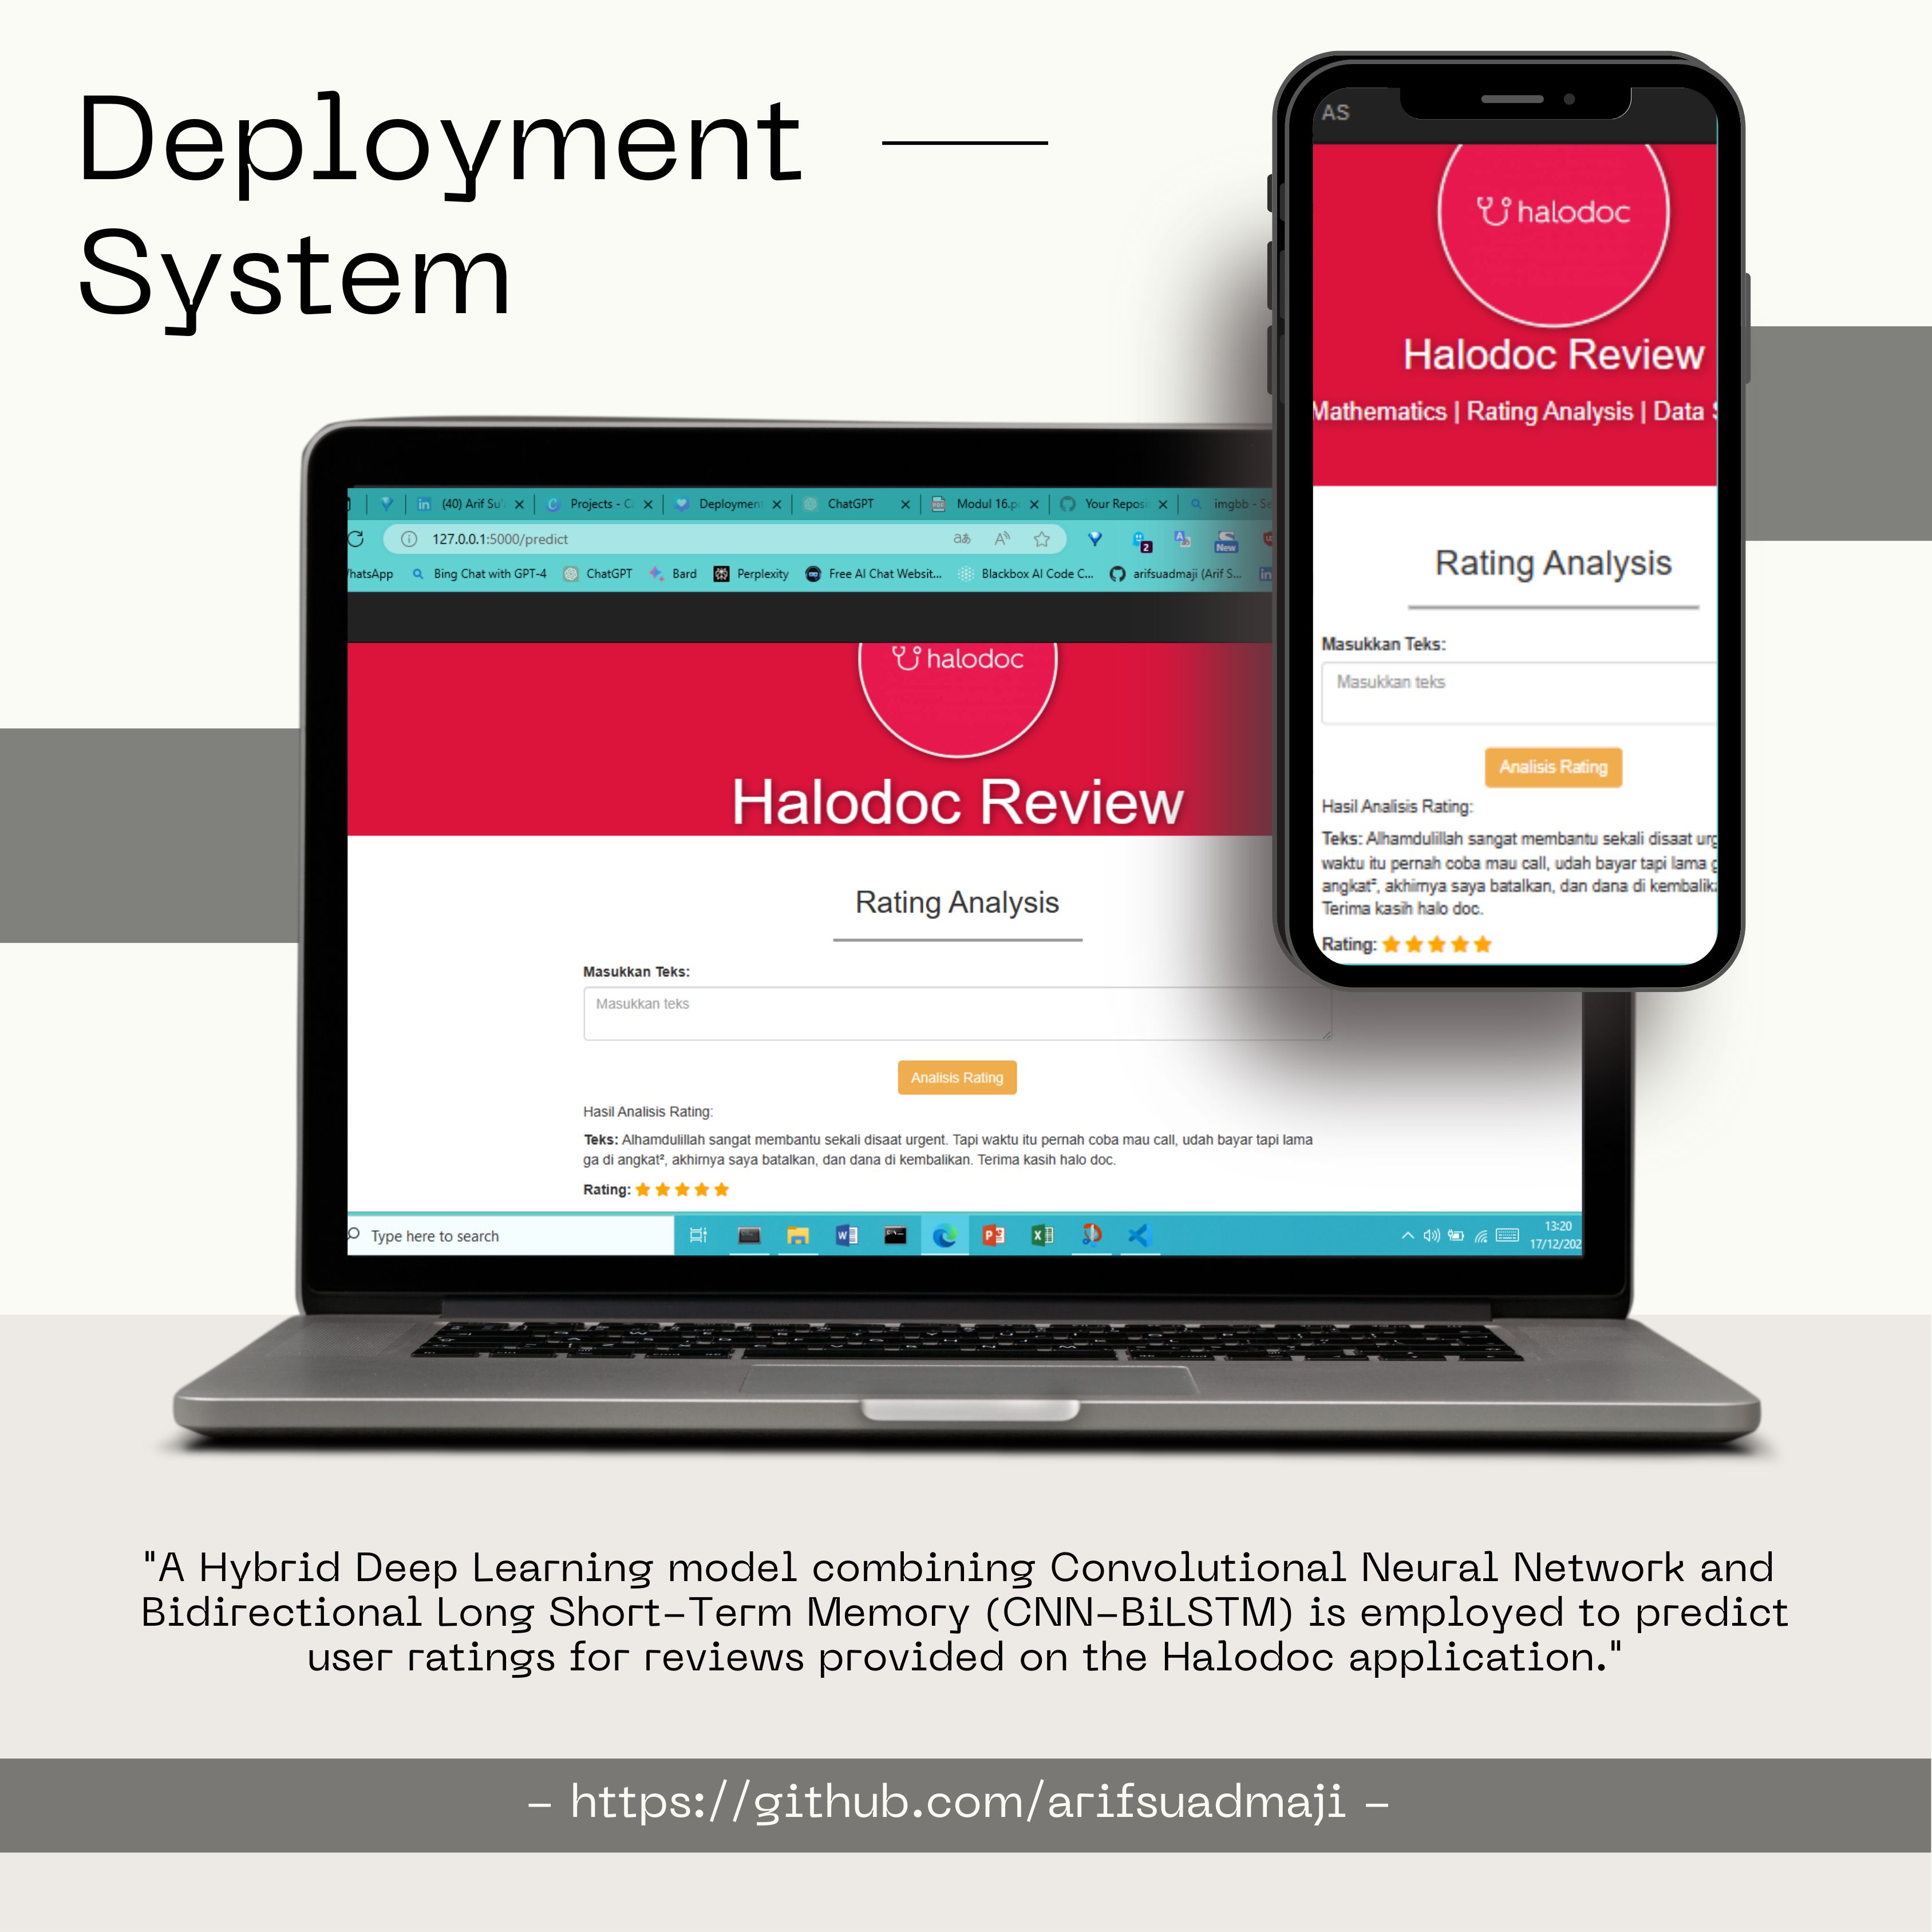 Deployment
System
AS
halodoc
Halodoc Review
Mathematics | Rating Analysis | Data
Rating Analysis
Masukkan Teks:
Masukkan teks
Analisis Rating
Hasil Analisis Rating:
Teks: Alhamdulillah sangat membantu sekali disaat urg
waktu itu pernah coba mau call, udah bayar tapi lama g
angkat², akhirnya saya batalkan, dan dana di kembalika
Terima kasih halo doc.
Rating:
(40) Arif Su'
Projects - C
Deploymen
ChatGPT
Modul 16.p
Your Reposi
imgbb - Se
127.0.0.1:5000/predict
2
New
hatsApp
Bing Chat with GPT-4
ChatGPT
Bard
Perplexity
Free AI Chat Websit...
Blackbox AI Code C...
arifsuadmaji (Arif S...
halodoc
Halodoc Review
Rating Analysis
Masukkan Teks:
Masukkan teks
Analisis Rating
Hasil Analisis Rating:
Teks: Alhamdulillah sangat membantu sekali disaat urgent. Tapi waktu itu pernah coba mau call, udah bayar tapi lama
ga di angkat², akhirnya saya batalkan, dan dana di kembalikan. Terima kasih halo doc.
Rating:
Type here to search
13:20
17/12/202
"A Hybrid Deep Learning model combining Convolutional Neural Network and
Bidirectional Long Short-Term Memory (CNN-BiLSTM) is employed to predict
user ratings for reviews provided on the Halodoc application."
- https://github.com/arifsuadmaji -